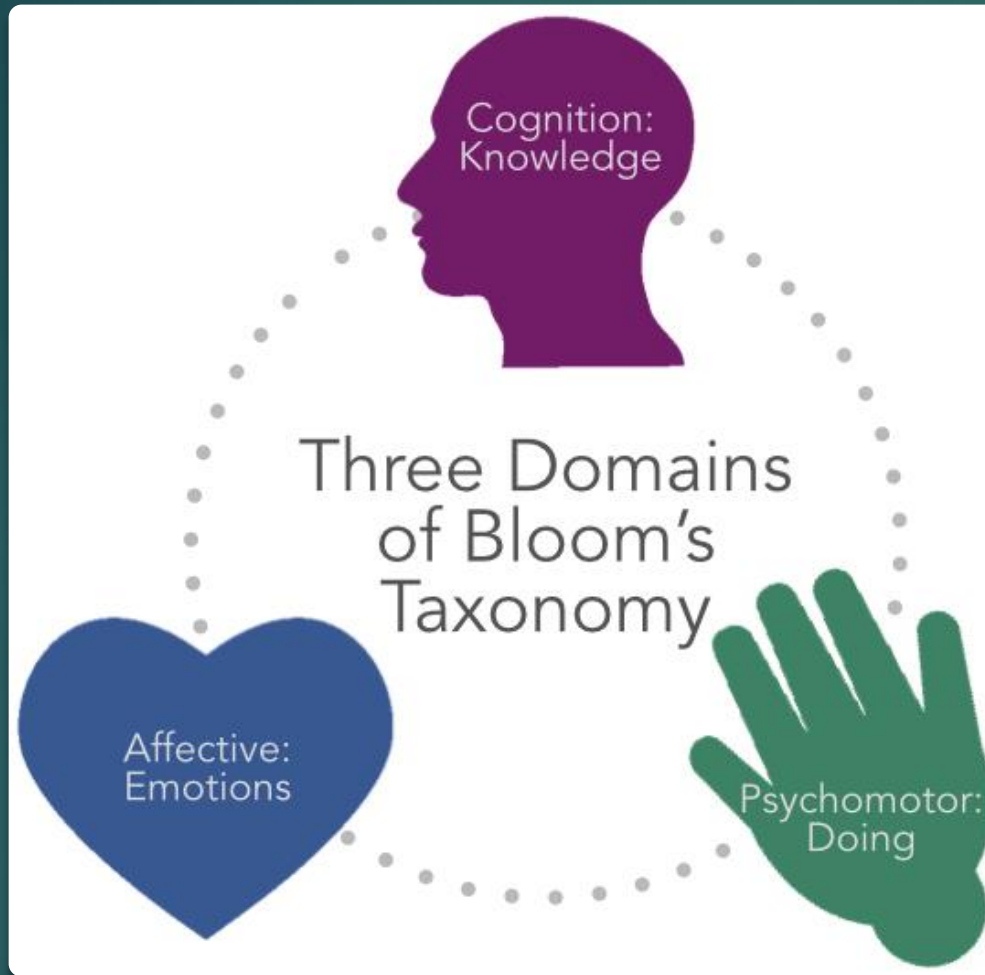 Cognition:
Knowledge
Three Domains
of Bloom's
Taxonomy
Affective:
Emotions
Psychomotor:
Doing